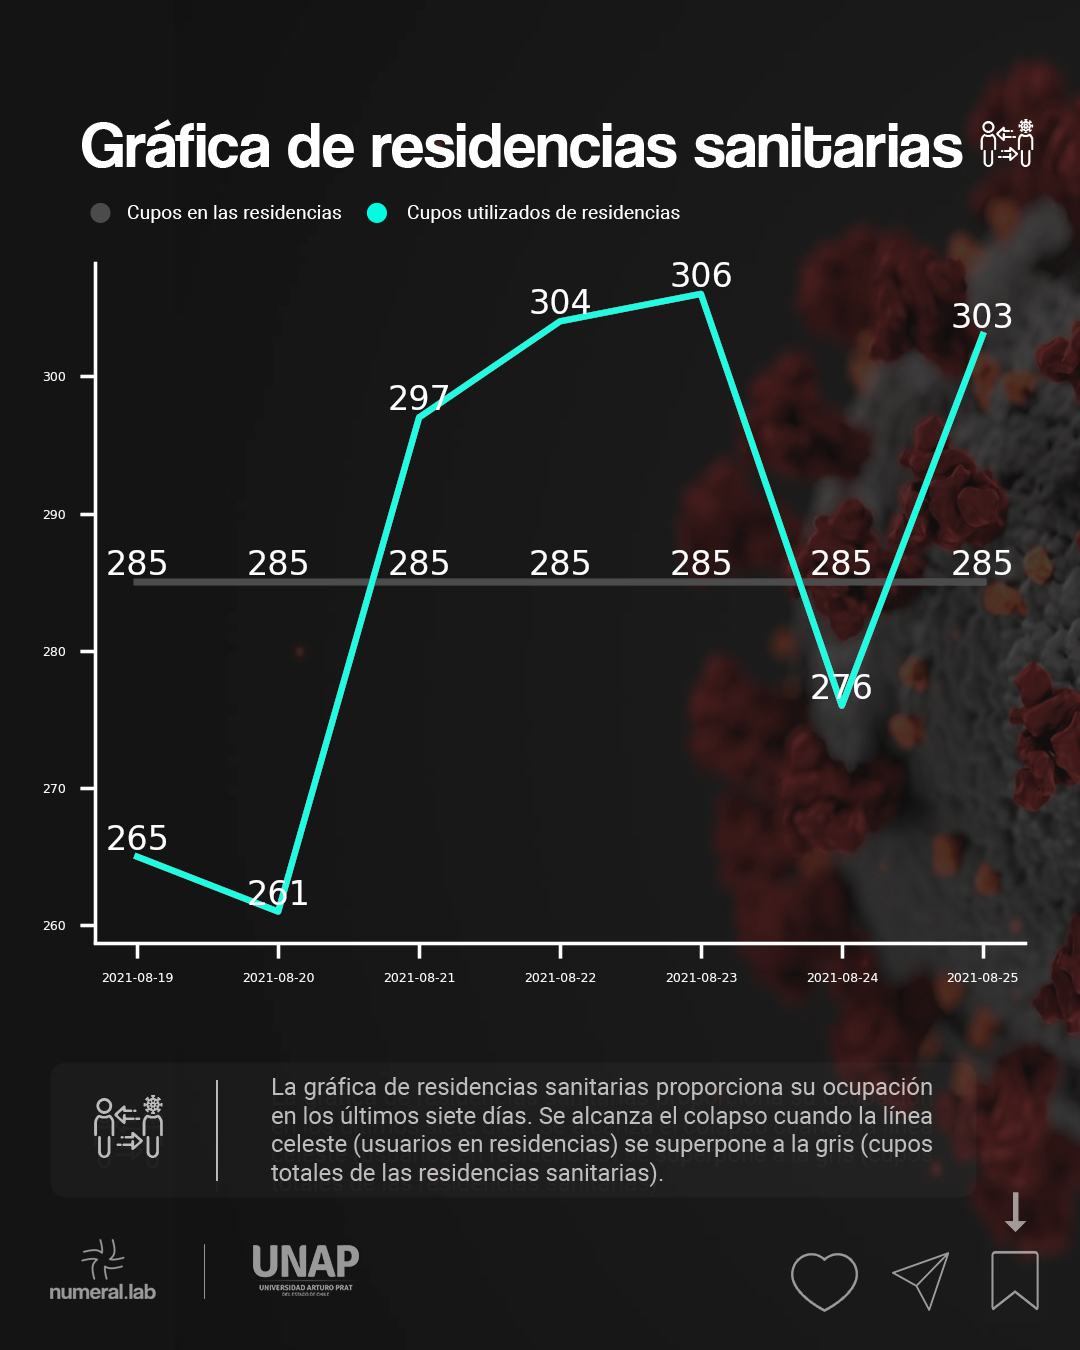 Gráfica de residencias sanitarias
Cupos en las residencias
Cupos utilizados de residencias
306
304
303
300
297
290
285 285 285 285 285 285 285
280
276
270
265
261
260
2021-08-19 2021-08-20 2021-08-21 2021-08-22 2021-08-23 2021-08-24 2021-08-25
La gráfica de residencias sanitarias proporciona su ocupación
en los últimos siete días. Se alcanza el colapso cuando la línea
celeste (usuarios en residencias) se superpone a la gris (cupos
totales de las residencias sanitarias).
numeral.lab
UNAP
UNIVERSIDAD ARTURO PRAT
DEL ESTADO DE CHILE